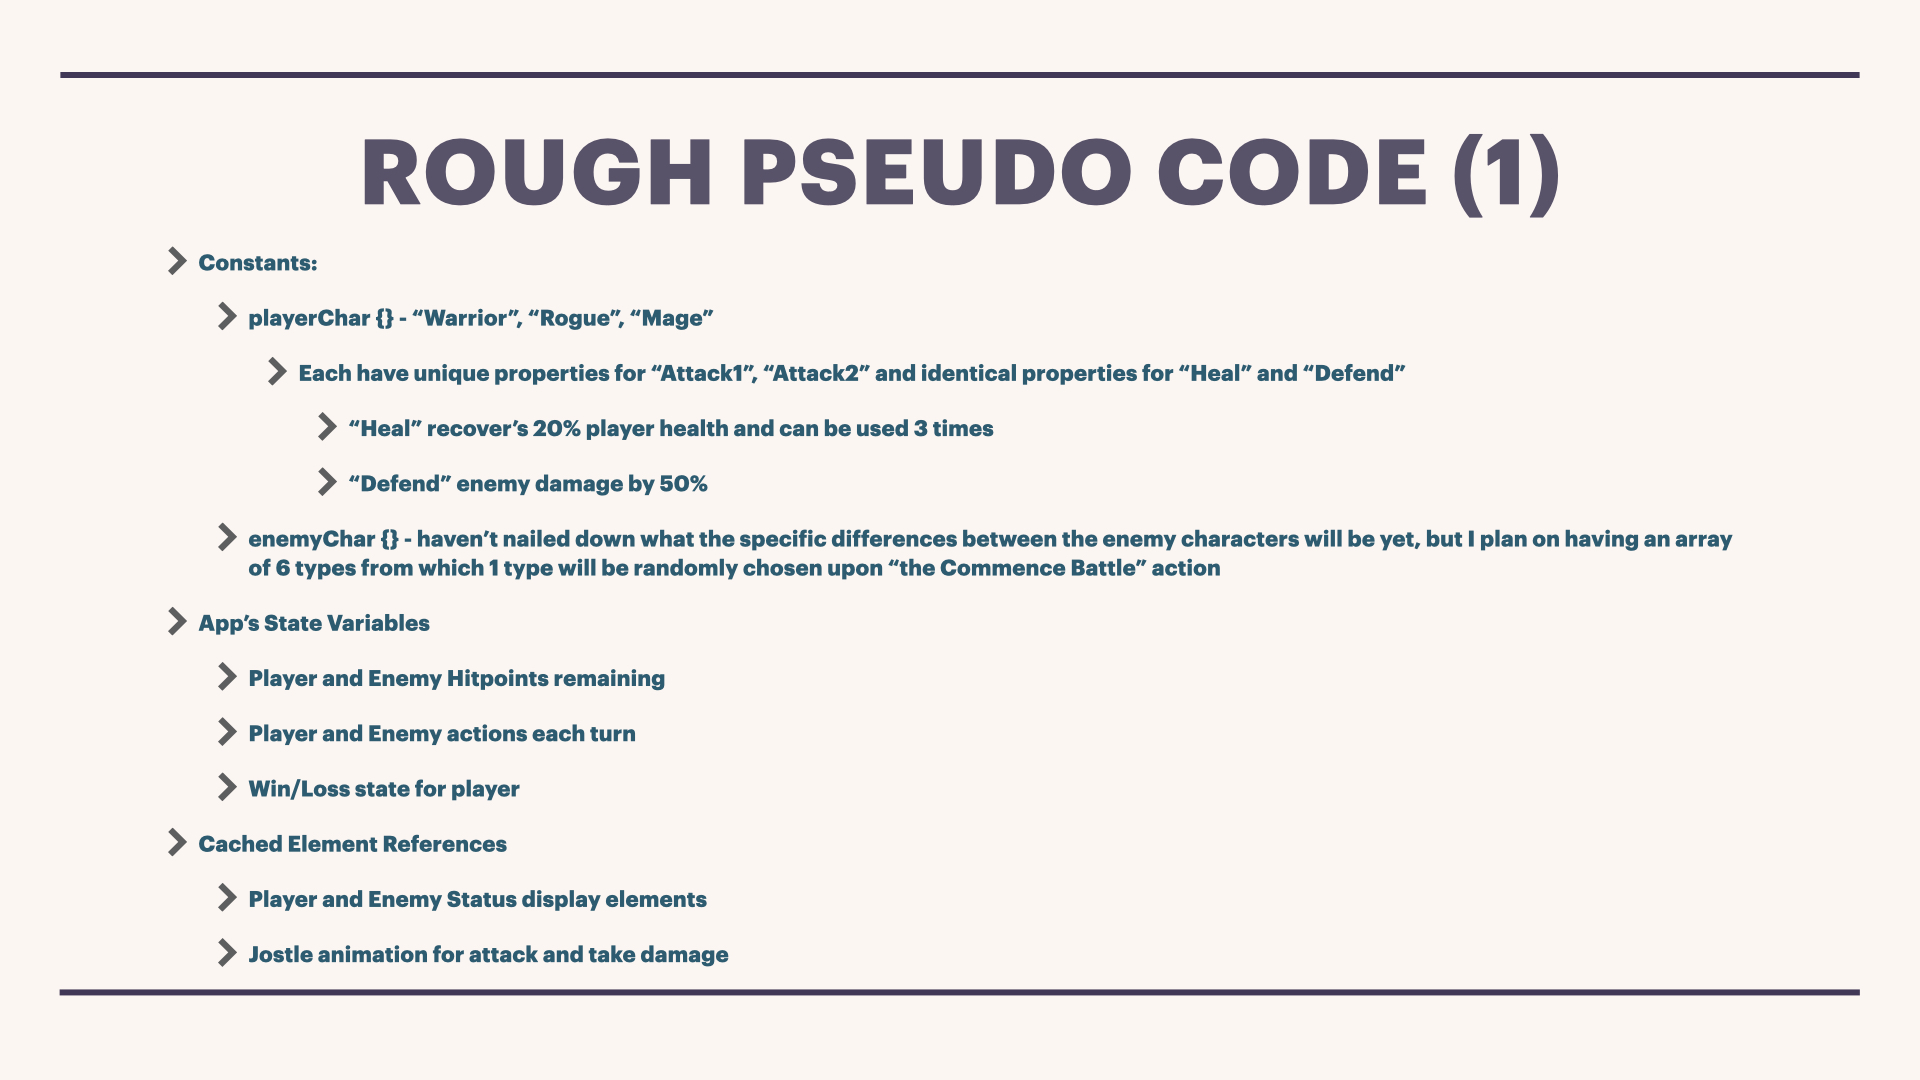 ROUGH PSEUDO CODE (1)
Constants:
playerChar {} - “Warrior”, “Rogue”, “Mage”
Each have unique properties for “Attack1”, “Attack2” and identical properties for “Heal” and “Defend”
“Heal” recover’s 20% player health and can be used 3 times
“Defend” enemy damage by 50%
enemyChar {} - haven’t nailed down what the specific differences between the enemy characters will be yet, but I plan on having an array
of 6 types from which 1 type will be randomly chosen upon “the Commence Battle” action
App’s State Variables
Player and Enemy Hitpoints remaining
Player and Enemy actions each turn
Win/Loss state for player
Cached Element References
Player and Enemy Status display elements
Jostle animation for attack and take damage